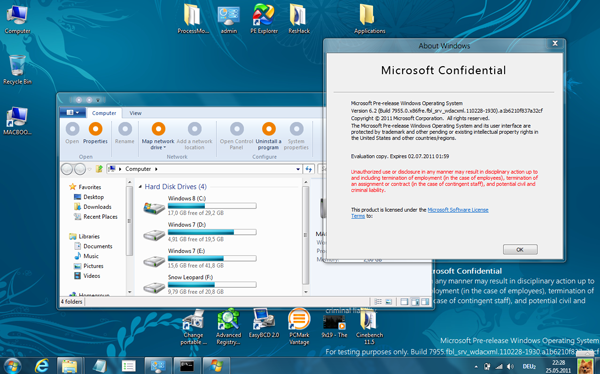 Computer
ProcessMo...
admin
PE Explorer
ResHack
Applications
Recycle Bin
MACBOO...
About Windows
Microsoft Confidential
Microsoft Pre-release Windows Operating System
Version 6.2 (Build 7955.0.x86fre.fbl_srv_wdacxml.110228-1930).a1b6210f837a32cf
Copyright © 2011 Microsoft Corporation. All rights reserved.
The Microsoft Pre-release Windows Operating System and its user interface are
protected by trademark and other pending or existing intellectual property rights in
the United States and other countries/regions.
Evaluation copy. Expires 02.07.2011 01:59
Unauthorized use or disclosure in any manner may result in disciplinary action up to
and including termination of employment (in the case of employees), termination of
an assignment or contract (in the case of contingent staff), and potential civil and
criminal liability.
This product is licensed under the Microsoft Software License
Terms to:
OK
Computer
Open Properties
Rename
Map network drive
Add a network location
Open Control Panel
Uninstall a program
System properties
Open
Network
Configure
Computer
Favorites
Desktop
Downloads
Recent Places
Libraries
Documents
Music
Pictures
Videos
Hard Disk Drives (4)
Windows 8 (C:)
17,0 GB free of 29,2 GB
Windows 7 (D:)
4,91 GB free of 19,5 GB
Windows 7 (E:)
15,6 GB free of 41,8 GB
Snow Leopard (F:)
9,79 GB free of 20,8 GB
4 folders
rosoft Confidential
any manner may result in disciplinary action up to
loyment (in the case of employees), termination of
case of contingent staff), and potential civil and
criminal lia
Change portable ...
Advanced Registry...
EasyBCD 2.0
PCMark Vantage
9h19 - The
Cinebench 11.5
Microsoft Pre-release Windows Operating System
For testing purposes only. Build 7955.fbl_srv_wdacxml.110228-1930.a1b6210f837
DEU
22:28
25.05.2011